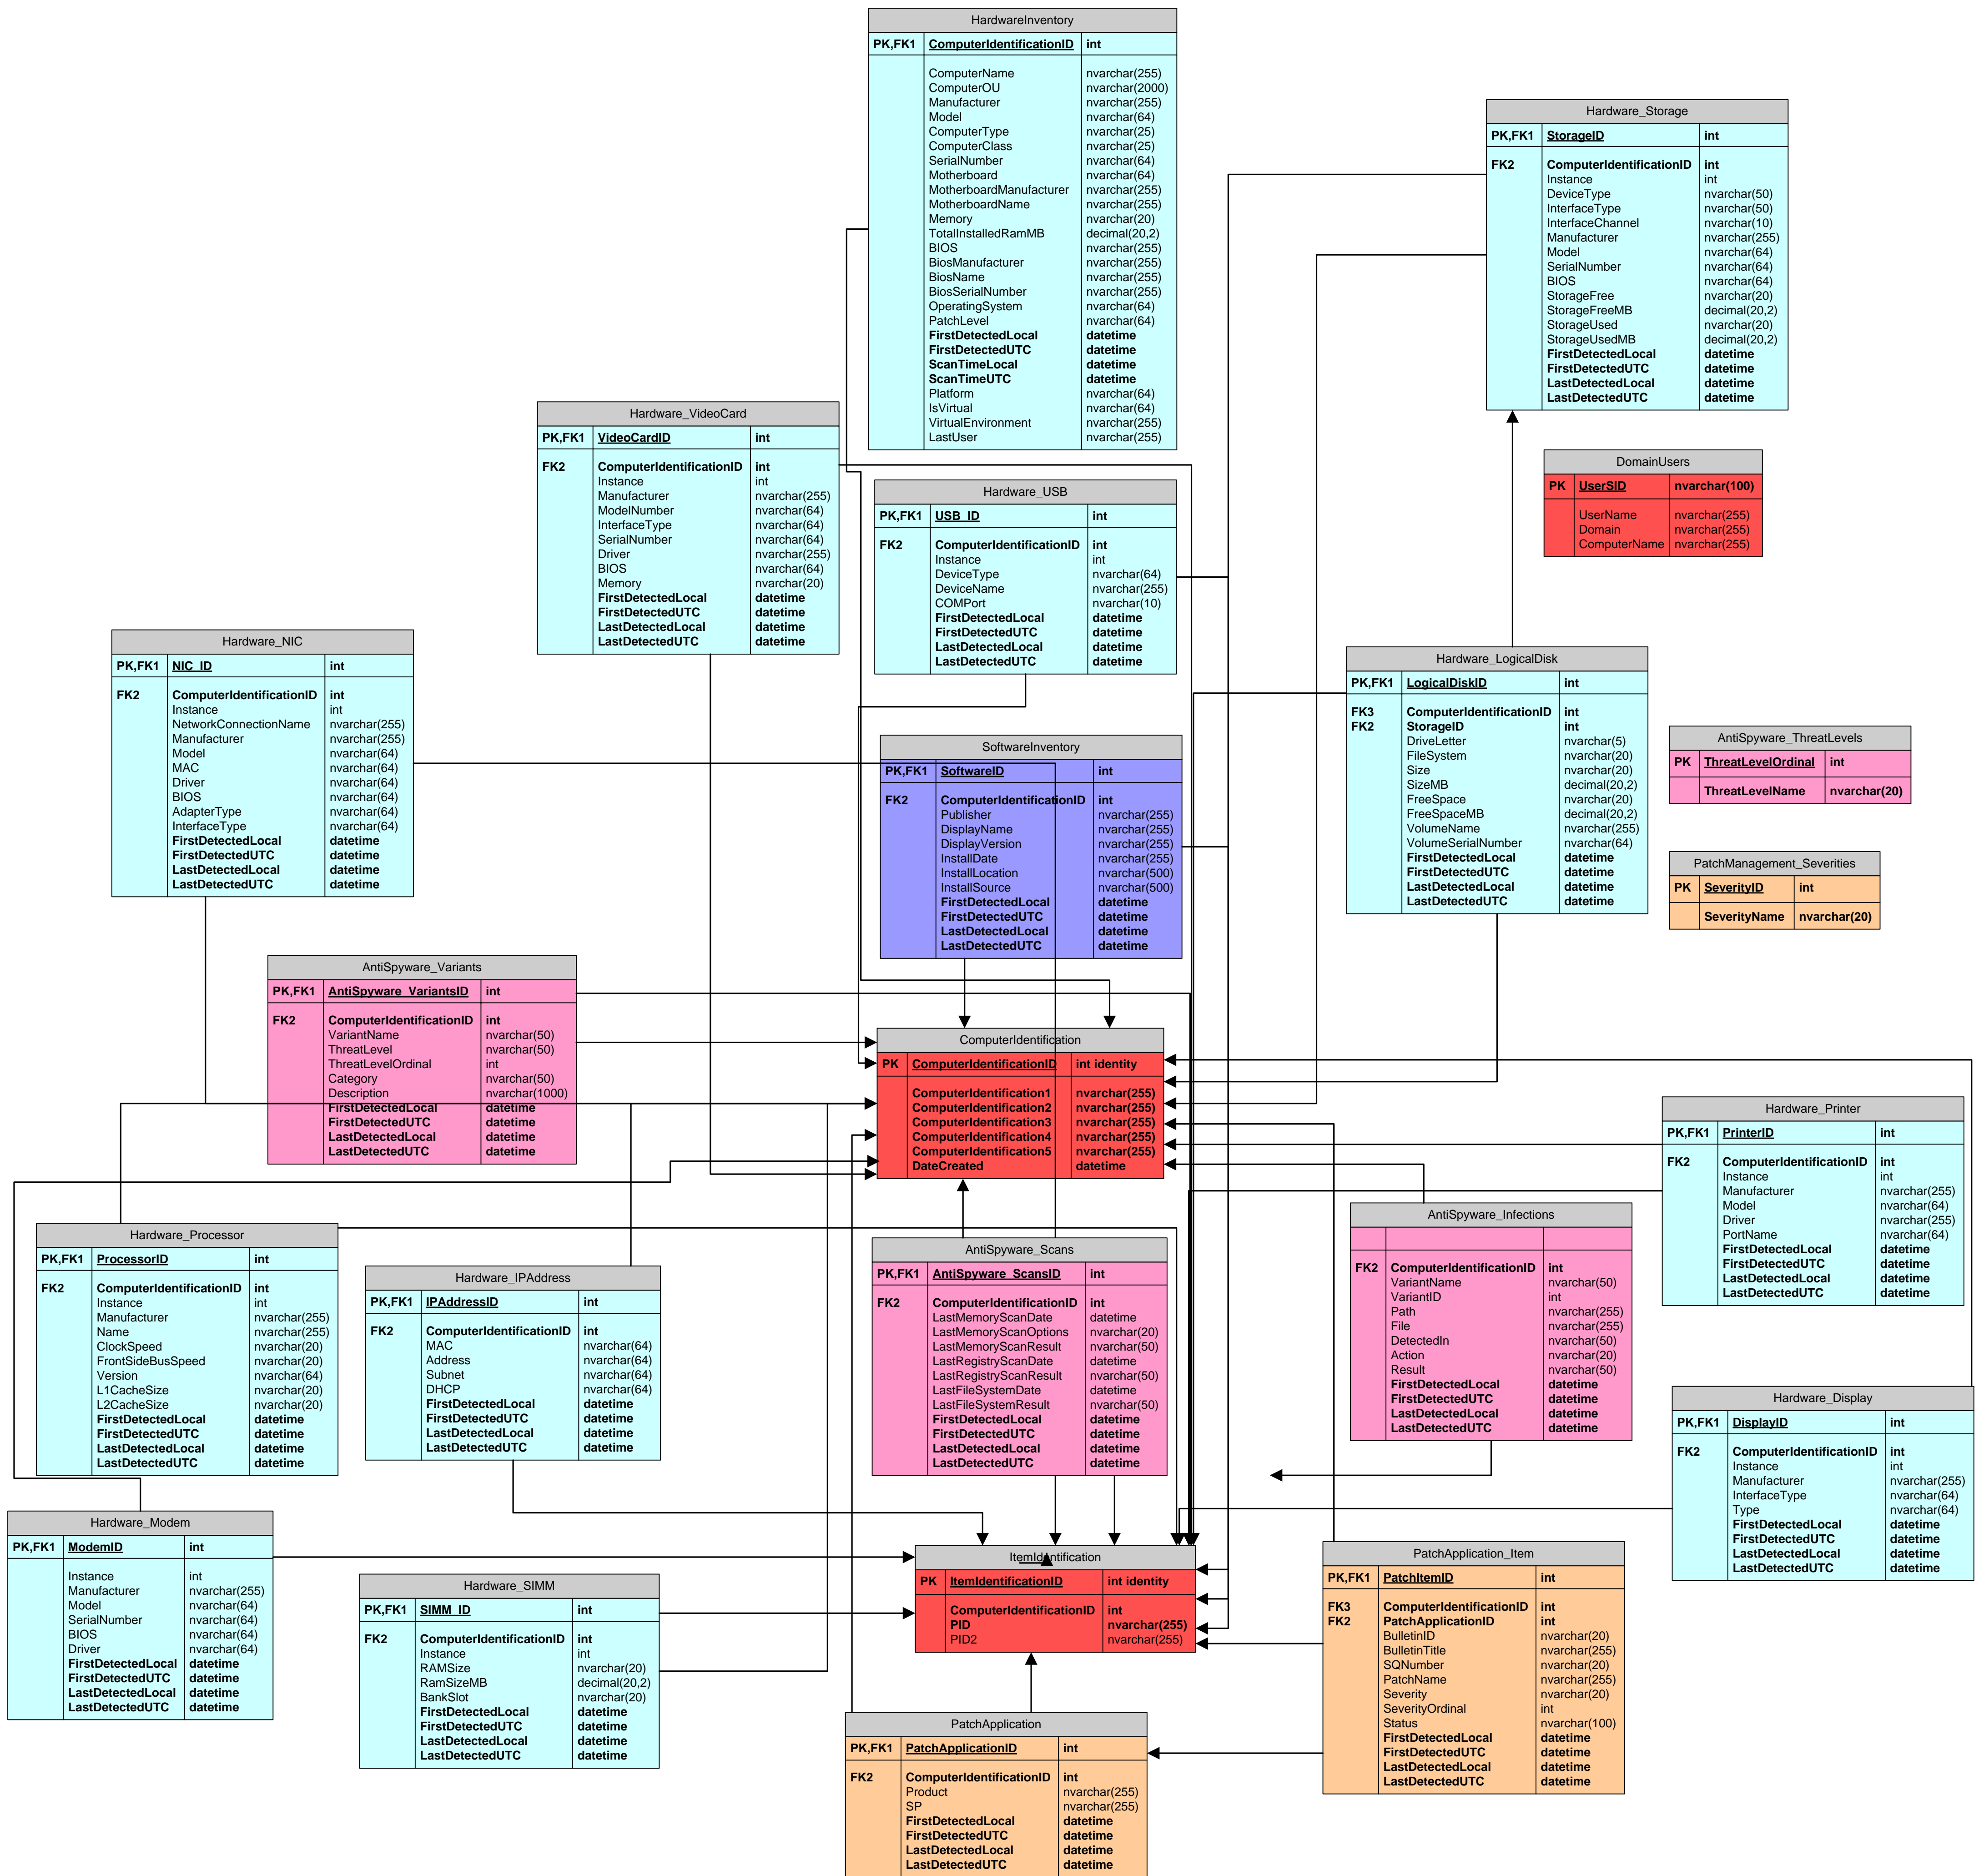 HardwareInventory
PK,FK1 ComputerIdentificationID int
ComputerName nvarchar(255)
ComputerOU nvarchar(2000)
Manufacturer nvarchar(255)
Model nvarchar(64)
ComputerType nvarchar(25)
ComputerClass nvarchar(25)
SerialNumber nvarchar(64)
Motherboard nvarchar(64)
MotherboardManufacturer nvarchar(255)
MotherboardName nvarchar(255)
Memory nvarchar(20)
TotalInstalledRamMB decimal(20,2)
BIOS nvarchar(255)
BiosManufacturer nvarchar(255)
BiosName nvarchar(255)
BiosSerialNumber nvarchar(255)
OperatingSystem nvarchar(64)
PatchLevel nvarchar(64)
FirstDetectedLocal datetime
FirstDetectedUTC datetime
ScanTimeLocal datetime
ScanTimeUTC datetime
Platform nvarchar(64)
IsVirtual nvarchar(64)
VirtualEnvironment nvarchar(255)
LastUser nvarchar(255)
Hardware_Storage
PK,FK1 StorageID int
FK2 ComputerIdentificationID int
Instance int
DeviceType nvarchar(50)
InterfaceType nvarchar(50)
InterfaceChannel nvarchar(10)
Manufacturer nvarchar(255)
Model nvarchar(64)
SerialNumber nvarchar(64)
BIOS nvarchar(64)
StorageFree nvarchar(20)
StorageFreeMB decimal(20,2)
StorageUsed nvarchar(20)
StorageUsedMB decimal(20,2)
FirstDetectedLocal datetime
FirstDetectedUTC datetime
LastDetectedLocal datetime
LastDetectedUTC datetime
Hardware_VideoCard
PK,FK1 VideoCardID int
FK2 ComputerIdentificationID int
Instance int
Manufacturer nvarchar(255)
ModelNumber nvarchar(64)
InterfaceType nvarchar(64)
SerialNumber nvarchar(64)
Driver nvarchar(255)
BIOS nvarchar(64)
Memory nvarchar(20)
FirstDetectedLocal datetime
FirstDetectedUTC datetime
LastDetectedLocal datetime
LastDetectedUTC datetime
Hardware_USB
PK,FK1 USB_ID int
FK2 ComputerIdentificationID int
Instance int
DeviceType nvarchar(64)
DeviceName nvarchar(255)
COMPort nvarchar(10)
FirstDetectedLocal datetime
FirstDetectedUTC datetime
LastDetectedLocal datetime
LastDetectedUTC datetime
DomainUsers
PK UserSID nvarchar(100)
UserName nvarchar(255)
Domain nvarchar(255)
ComputerName nvarchar(255)
Hardware_NIC
PK,FK1 NIC_ID int
FK2 ComputerIdentificationID int
Instance int
NetworkConnectionName nvarchar(255)
Manufacturer nvarchar(255)
Model nvarchar(64)
MAC nvarchar(64)
Driver nvarchar(64)
BIOS nvarchar(64)
AdapterType nvarchar(64)
InterfaceType nvarchar(64)
FirstDetectedLocal datetime
FirstDetectedUTC datetime
LastDetectedLocal datetime
LastDetectedUTC datetime
Hardware_LogicalDisk
PK,FK1 LogicalDiskID int
FK3 ComputerIdentificationID int
FK2 StorageID int
DriveLetter nvarchar(5)
FileSystem nvarchar(20)
Size nvarchar(20)
SizeMB decimal(20,2)
FreeSpace nvarchar(20)
FreeSpaceMB decimal(20,2)
VolumeName nvarchar(255)
VolumeSerialNumber nvarchar(64)
FirstDetectedLocal datetime
FirstDetectedUTC datetime
LastDetectedLocal datetime
LastDetectedUTC datetime
SoftwareInventory
PK,FK1 SoftwareID int
FK2 ComputerIdentificationID int
Publisher nvarchar(255)
DisplayName nvarchar(255)
DisplayVersion nvarchar(255)
InstallDate nvarchar(255)
InstallLocation nvarchar(500)
InstallSource nvarchar(500)
FirstDetectedLocal datetime
FirstDetectedUTC datetime
LastDetectedLocal datetime
LastDetectedUTC datetime
AntiSpyware_ThreatLevels
PK ThreatLevelOrdinal int
ThreatLevelName nvarchar(20)
PatchManagement_Severities
PK SeverityID int
SeverityName nvarchar(20)
AntiSpyware_Variants
PK,FK1 AntiSpyware_VariantsID int
FK2 ComputerIdentificationID int
VariantName nvarchar(50)
ThreatLevel nvarchar(50)
ThreatLevelOrdinal int
Category nvarchar(50)
Description nvarchar(1000)
FirstDetectedLocal datetime
FirstDetectedUTC datetime
LastDetectedLocal datetime
LastDetectedUTC datetime
ComputerIdentification
PK ComputerIdentificationID int identity
ComputerIdentification1 nvarchar(255)
ComputerIdentification2 nvarchar(255)
ComputerIdentification3 nvarchar(255)
ComputerIdentification4 nvarchar(255)
ComputerIdentification5 nvarchar(255)
DateCreated datetime
Hardware_Printer
PK,FK1 PrinterID int
FK2 ComputerIdentificationID int
Instance int
Manufacturer nvarchar(255)
Model nvarchar(64)
Driver nvarchar(255)
PortName nvarchar(64)
FirstDetectedLocal datetime
FirstDetectedUTC datetime
LastDetectedLocal datetime
LastDetectedUTC datetime
Hardware_Processor
PK,FK1 ProcessorID int
FK2 ComputerIdentificationID int
Instance int
Manufacturer nvarchar(255)
Name nvarchar(255)
ClockSpeed nvarchar(20)
FrontSideBusSpeed nvarchar(20)
Version nvarchar(64)
L1CacheSize nvarchar(20)
L2CacheSize nvarchar(20)
FirstDetectedLocal datetime
FirstDetectedUTC datetime
LastDetectedLocal datetime
LastDetectedUTC datetime
Hardware_IPAddress
PK,FK1 IPAddressID int
FK2 ComputerIdentificationID int
MAC nvarchar(64)
Address nvarchar(64)
Subnet nvarchar(64)
DHCP nvarchar(64)
FirstDetectedLocal datetime
FirstDetectedUTC datetime
LastDetectedLocal datetime
LastDetectedUTC datetime
AntiSpyware_Scans
PK,FK1 AntiSpyware_ScansID int
FK2 ComputerIdentificationID int
LastMemoryScanDate datetime
LastMemoryScanOptions nvarchar(20)
LastMemoryScanResult nvarchar(50)
LastRegistryScanDate datetime
LastRegistryScanResult nvarchar(50)
LastFileSystemDate datetime
LastFileSystemResult nvarchar(50)
FirstDetectedLocal datetime
FirstDetectedUTC datetime
LastDetectedLocal datetime
LastDetectedUTC datetime
AntiSpyware_Infections
FK2 ComputerIdentificationID int
VariantName nvarchar(50)
VariantID int
Path nvarchar(255)
File nvarchar(255)
DetectedIn nvarchar(50)
Action nvarchar(20)
Result nvarchar(50)
FirstDetectedLocal datetime
FirstDetectedUTC datetime
LastDetectedLocal datetime
LastDetectedUTC datetime
Hardware_Display
PK,FK1 DisplayID int
FK2 ComputerIdentificationID int
Instance int
Manufacturer nvarchar(255)
InterfaceType nvarchar(64)
Type nvarchar(64)
FirstDetectedLocal datetime
FirstDetectedUTC datetime
LastDetectedLocal datetime
LastDetectedUTC datetime
Hardware_Modem
PK,FK1 ModemID int
Instance int
Manufacturer nvarchar(255)
Model nvarchar(64)
SerialNumber nvarchar(64)
BIOS nvarchar(64)
Driver nvarchar(64)
FirstDetectedLocal datetime
FirstDetectedUTC datetime
LastDetectedLocal datetime
LastDetectedUTC datetime
Hardware_SIMM
PK,FK1 SIMM_ID int
FK2 ComputerIdentificationID int
Instance int
RAMSize nvarchar(20)
RamSizeMB decimal(20,2)
BankSlot nvarchar(20)
FirstDetectedLocal datetime
FirstDetectedUTC datetime
LastDetectedLocal datetime
LastDetectedUTC datetime
ItemIdentification
PK ItemIdentificationID int identity
ComputerIdentificationID int
PID nvarchar(255)
PID2 nvarchar(255)
PatchApplication_Item
PK,FK1 PatchItemID int
FK3 ComputerIdentificationID int
FK2 PatchApplicationID int
BulletinID nvarchar(20)
BulletinTitle nvarchar(255)
SQNumber nvarchar(20)
PatchName nvarchar(255)
Severity nvarchar(20)
SeverityOrdinal int
Status nvarchar(100)
FirstDetectedLocal datetime
FirstDetectedUTC datetime
LastDetectedLocal datetime
LastDetectedUTC datetime
PatchApplication
PK,FK1 PatchApplicationID int
FK2 ComputerIdentificationID int
Product nvarchar(255)
SP nvarchar(255)
FirstDetectedLocal datetime
FirstDetectedUTC datetime
LastDetectedLocal datetime
LastDetectedUTC datetime